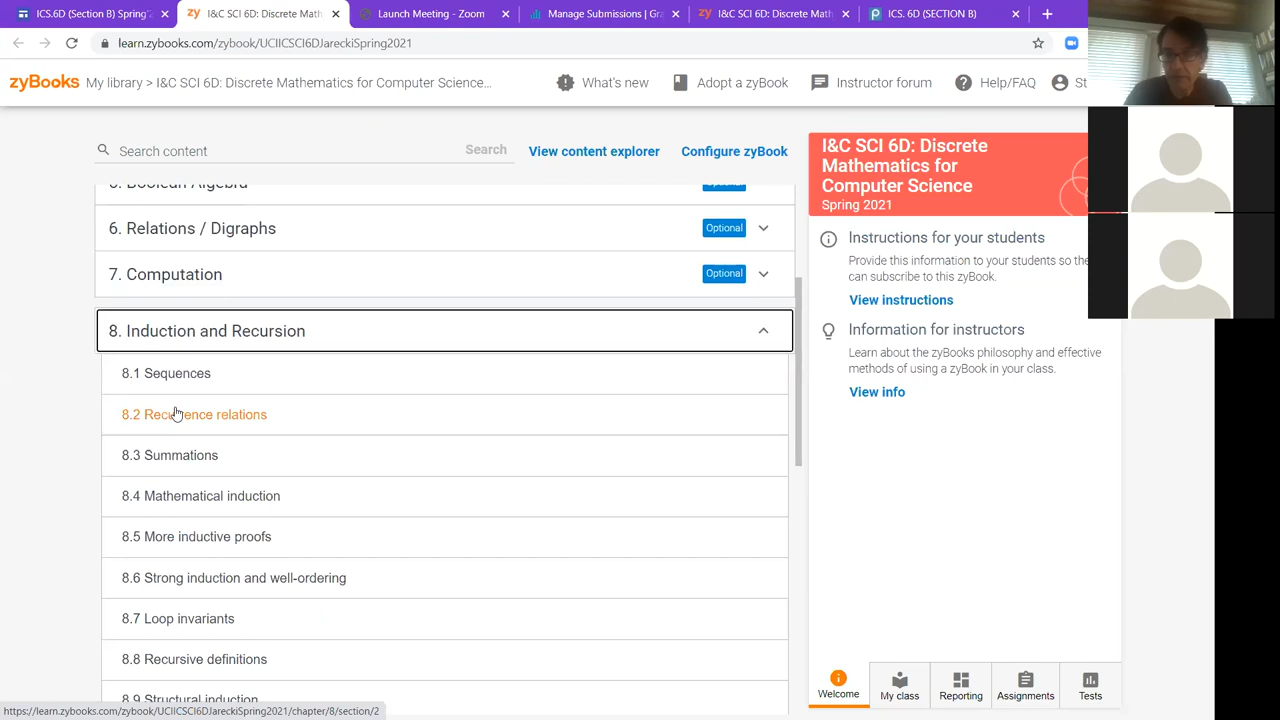 ICS.6D (Section B) Spring'2
I&C SCI 6D: Discrete Math
Launch Meeting - Zoom
Manage Submissions | Gra
I&C SCI 6D: Discrete Math
ICS. 6D (SECTION B)
learn.zybooks.com/zybook/UCIICSCI6DJareckiSpring2021
zyBooks
My library > I&C SCI 6D: Discrete Mathematics for Computer Science...
What's new
Adopt a zyBook
Instructor forum
Help/FAQ
St
Search content
Search
View content explorer
Configure zyBook
5. Boolean Algebra
Optional
6. Relations / Digraphs
Optional
7. Computation
Optional
8. Induction and Recursion
8.1 Sequences
8.2 Recurrence relations
8.3 Summations
8.4 Mathematical induction
8.5 More inductive proofs
8.6 Strong induction and well-ordering
8.7 Loop invariants
8.8 Recursive definitions
8.9 Structural induction
I&C SCI 6D: Discrete
Mathematics for
Computer Science
Spring 2021
Instructions for your students
Provide this information to your students so the
can subscribe to this zyBook.
View instructions
Information for instructors
Learn about the zyBooks philosophy and effective
methods of using a zyBook in your class.
View info
Welcome
My class
Reporting
Assignments
Tests
https://learn.zybooks.com/zybook/UCIICSCI6DJareckiSpring2021/chapter/8/section/2